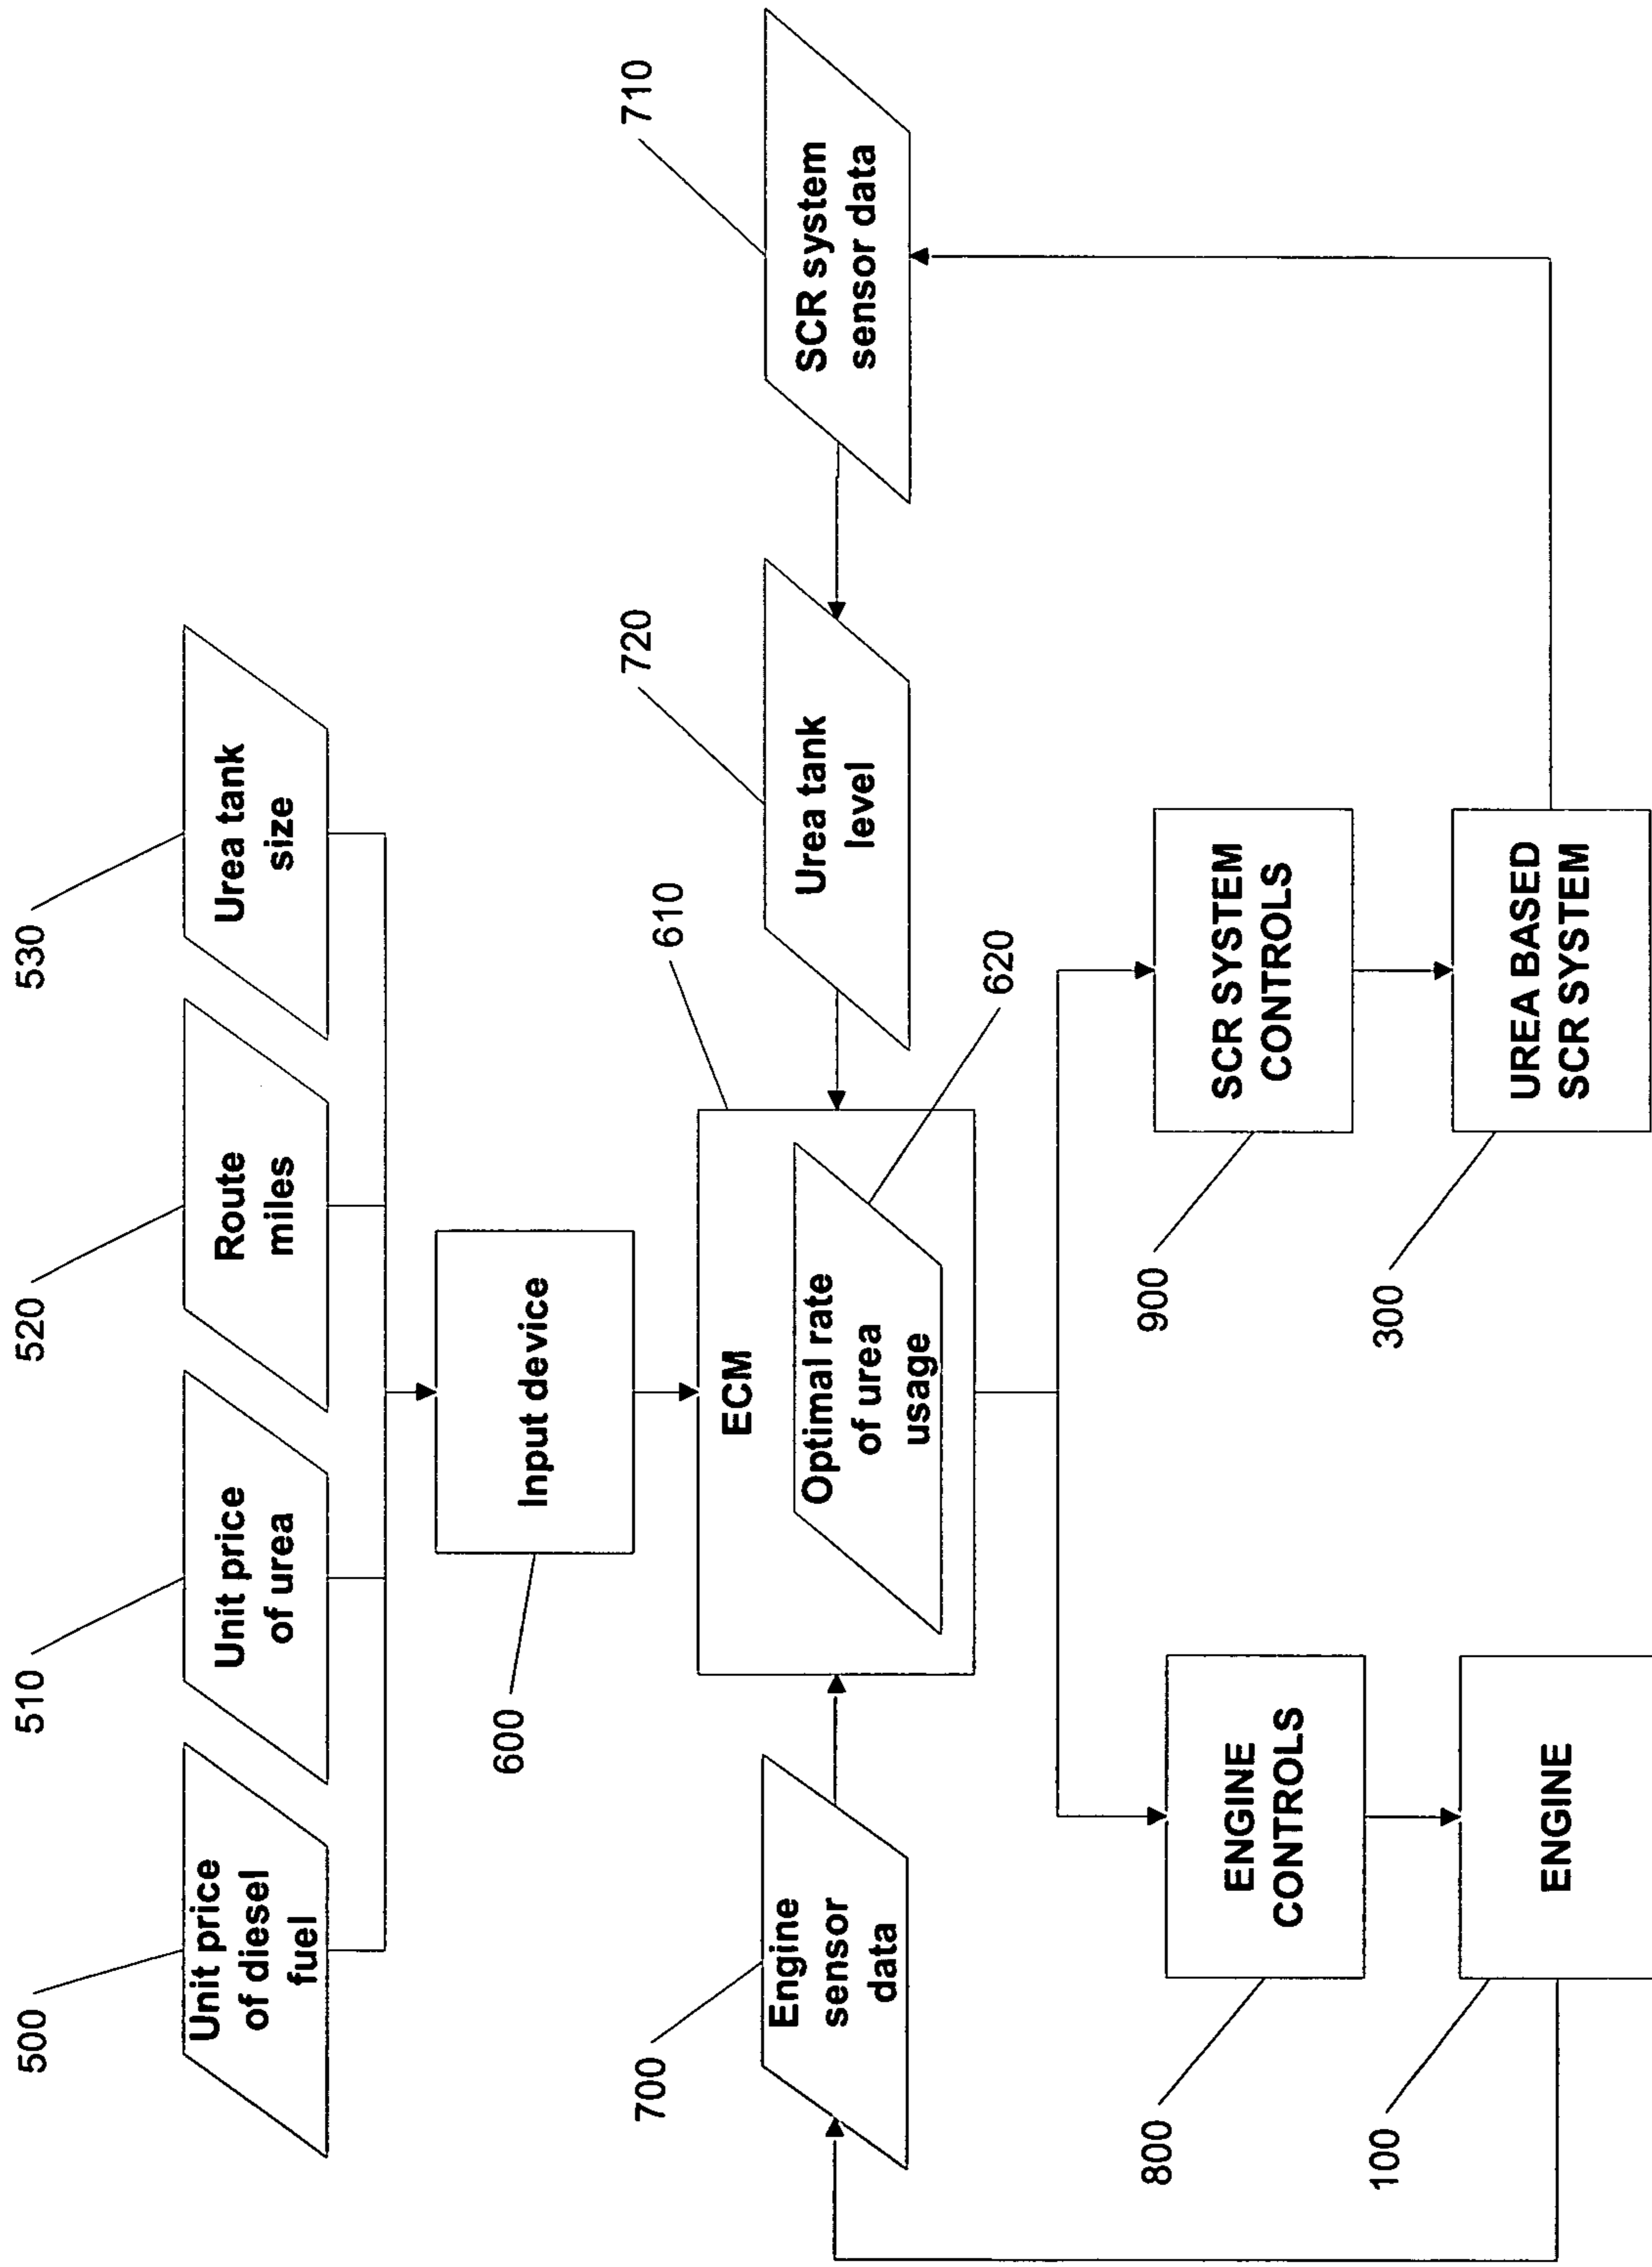 500
510
520
530
Unit price
of diesel
fuel
Unit price
of urea
Route
miles
Urea tank
size
600
Input device
610
700
Engine
sensor
data
ECM
Optimal rate
of urea
usage
620
720
Urea tank
level
710
SCR system
sensor data
800
ENGINE
CONTROLS
900
SCR SYSTEM
CONTROLS
100
ENGINE
300
UREA BASED
SCR SYSTEM